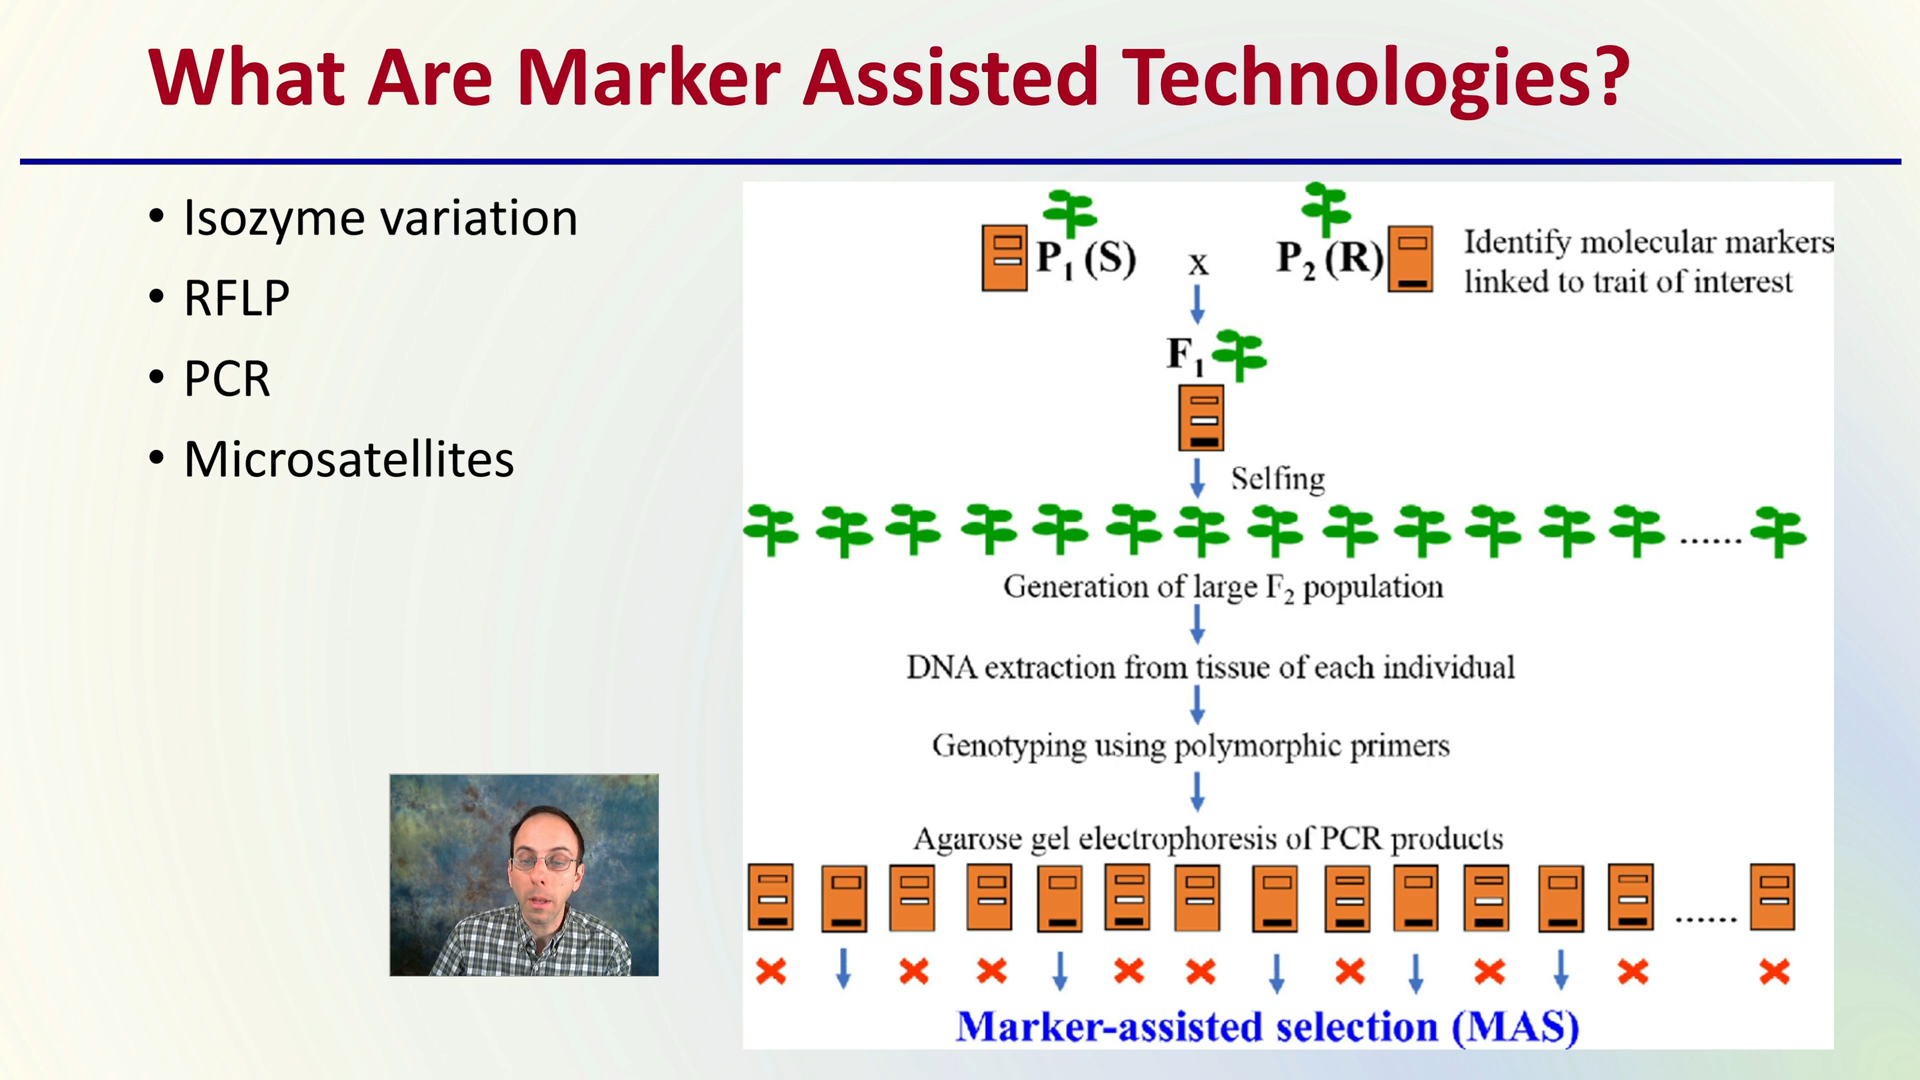 What Are Marker Assisted Technologies?
• Isozyme variation
• RFLP
• PCR
• Microsatellites
P₁ (S) x P₂ (R)
Identify molecular markers
linked to trait of interest
F₁
Selfing
......
Generation of large F₂ population
DNA extraction from tissue of each individual
Genotyping using polymorphic primers
Agarose gel electrophoresis of PCR products
......
Marker-assisted selection (MAS)